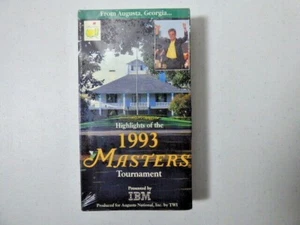 From Augusta, Georgia...
Highlights of the
1993
MASTERS
Tournament
Presented by
IBM
Produced for Augusta National, Inc. by TWI